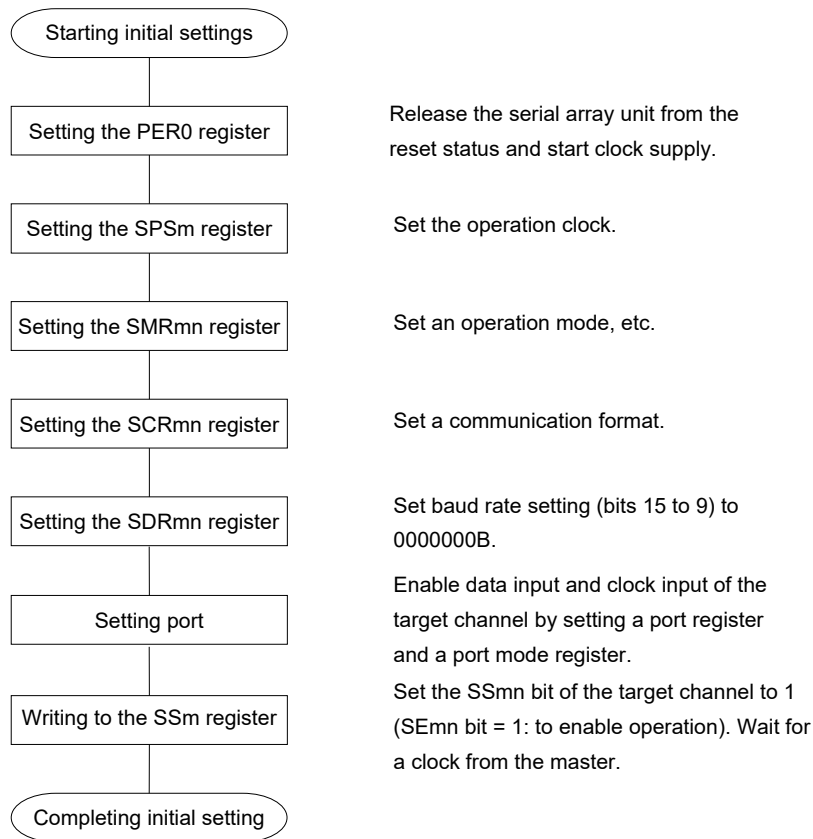 Starting initial settings
Setting the PER0 register
Release the serial array unit from the
reset status and start clock supply.
Setting the SPSm register
Set the operation clock.
Setting the SMRmn register
Set an operation mode, etc.
Setting the SCRmn register
Set a communication format.
Setting the SDRmn register
Set baud rate setting (bits 15 to 9) to
0000000B.
Setting port
Enable data input and clock input of the
target channel by setting a port register
and a port mode register.
Writing to the SSm register
Set the SSmn bit of the target channel to 1
(SEmn bit = 1: to enable operation). Wait for
a clock from the master.
Completing initial setting